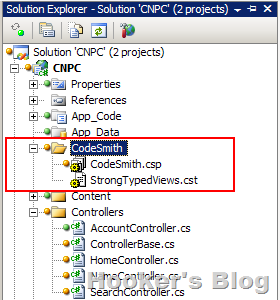 Solution Explorer - Solution 'CNPC' (2 projects)
Solution 'CNPC' (2 projects)
CNPC
Properties
References
App_Code
App_Data
CodeSmith
CodeSmith.csp
StrongTypedViews.cst
Content
Controllers
AccountController.cs
ControllerBase.cs
HomeController.cs
NameController.cs
SearchController.cs
Hooker's Blog